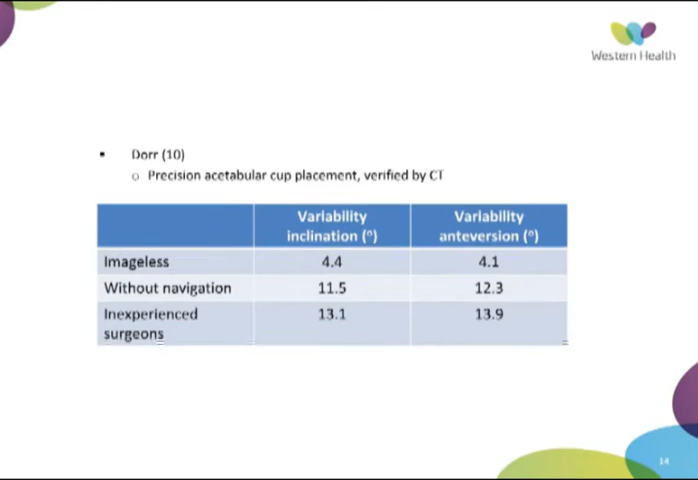 Western Health
▪ Dorr (10)
o Precision acetabular cup placement, verified by CT
Variability inclination (°) Variability anteversion (°)
Imageless 4.4 4.1
Without navigation 11.5 12.3
Inexperienced surgeons 13.1 13.9
14